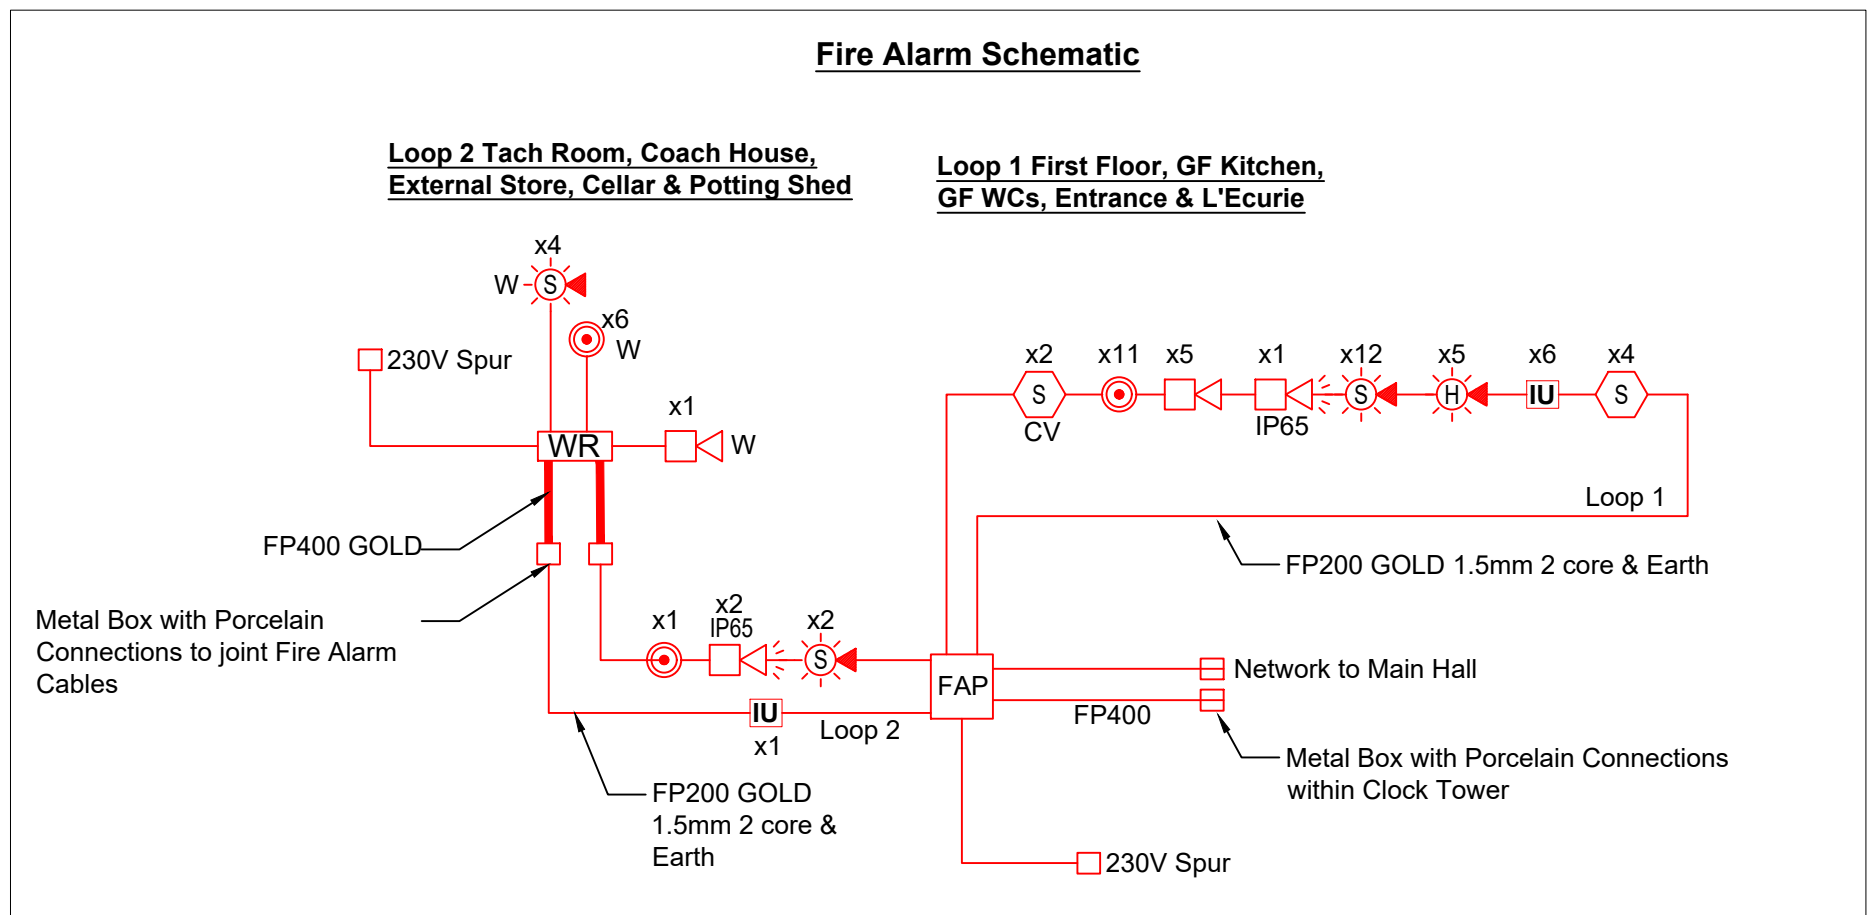 Fire Alarm Schematic
Loop 2 Tach Room, Coach House,
External Store, Cellar & Potting Shed
Loop 1 First Floor, GF Kitchen,
GF WCs, Entrance & L'Ecurie
x4
W
S
x6
W
230V Spur
x1
W
WR
FP400 GOLD
Metal Box with Porcelain
Connections to joint Fire Alarm
Cables
x1
x2
IP65
x2
S
IU
x1
Loop 2
FP200 GOLD
1.5mm 2 core &
Earth
x2
S
CV
x11
x5
x1
IP65
x12
S
x5
H
x6
IU
x4
S
Loop 1
FP200 GOLD 1.5mm 2 core & Earth
FAP
Network to Main Hall
FP400
Metal Box with Porcelain Connections
within Clock Tower
230V Spur